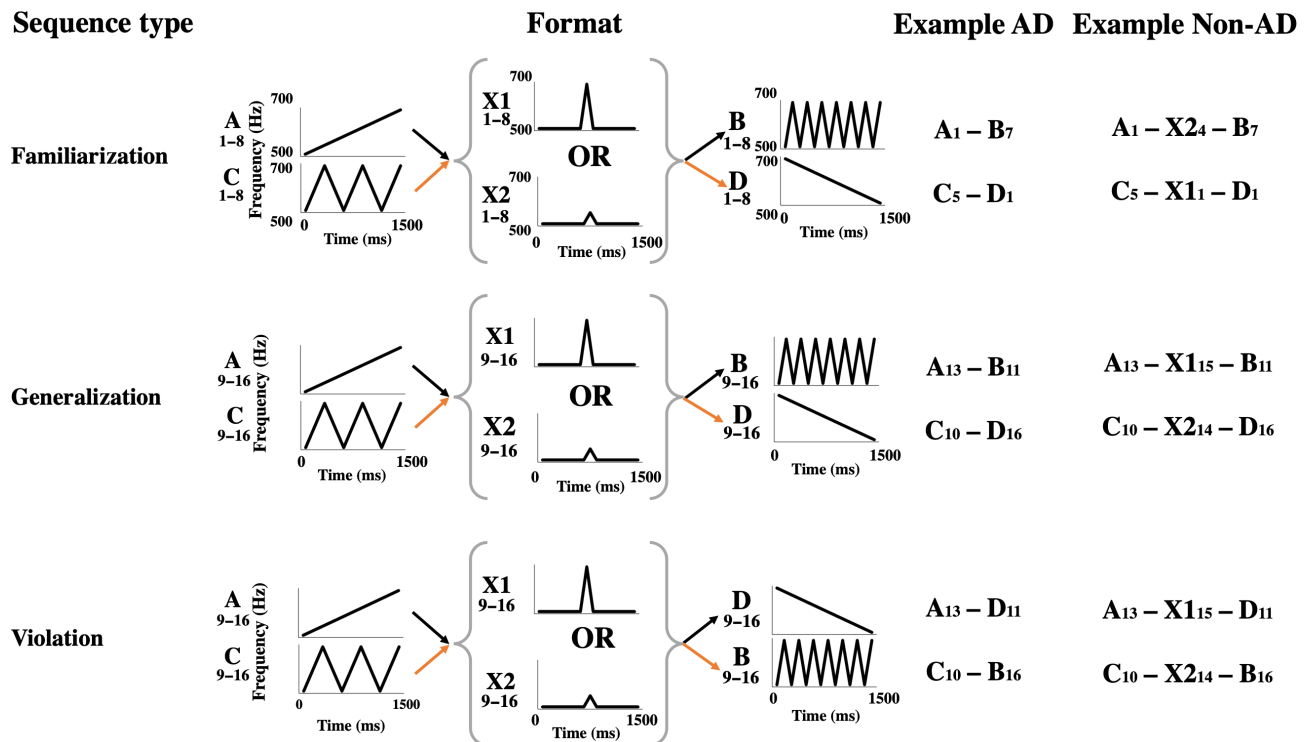 Sequence type Format Example AD Example Non-AD
Familiarization
Frequency (Hz)
A
1–8
700
500
C
1–8
700
500
0 1500
Time (ms)
X1
1–8
700
500
OR
X2
1–8
700
500
0 1500
Time (ms)
B
1–8
700
500
D
1–8
700
500
0 1500
Time (ms)
A1 – B7 A1 – X24 – B7
C5 – D1 C5 – X11 – D1
Generalization
Frequency (Hz)
A
9–16
C
9–16
0 1500
Time (ms)
X1
9–16
OR
X2
9–16
0 1500
Time (ms)
B
9–16
D
9–16
0 1500
Time (ms)
A13 – B11 A13 – X115 – B11
C10 – D16 C10 – X214 – D16
Violation
Frequency (Hz)
A
9–16
C
9–16
0 1500
Time (ms)
X1
9–16
OR
X2
9–16
0 1500
Time (ms)
D
9–16
B
9–16
0 1500
Time (ms)
A13 – D11 A13 – X115 – D11
C10 – B16 C10 – X214 – B16